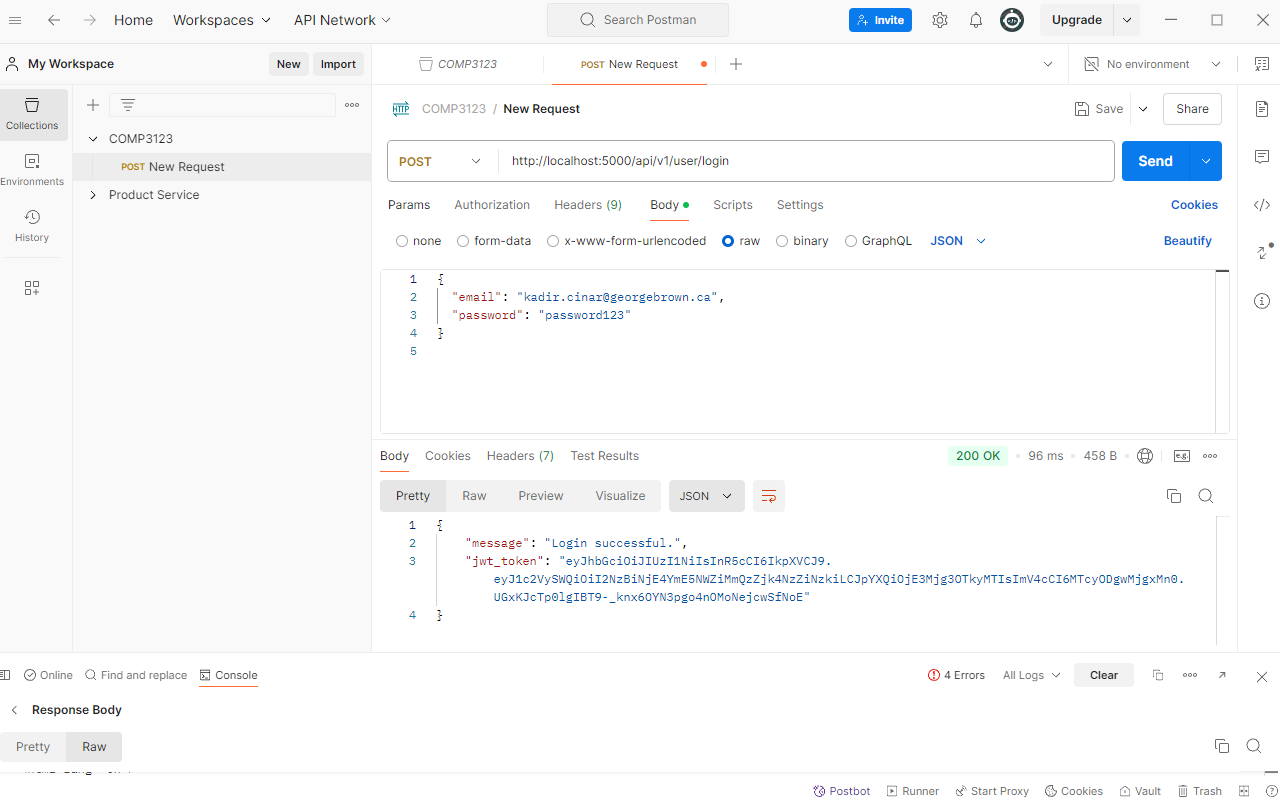 Home Workspaces API Network Search Postman Invite Upgrade
My Workspace New Import COMP3123 POST New Request No environment
Collections
Environments
History
COMP3123
POST New Request
Product Service
HTTP COMP3123 / New Request Save Share
POST http://localhost:5000/api/v1/user/login Send
Params Authorization Headers (9) Body Scripts Settings Cookies
none form-data x-www-form-urlencoded raw binary GraphQL JSON Beautify
1 {
2 "email": "kadir.cinar@georgebrown.ca",
3 "password": "password123"
4 }
5
Body Cookies Headers (7) Test Results 200 OK 96 ms 458 B e.g.
Pretty Raw Preview Visualize JSON
1 {
2 "message": "Login successful.",
3 "jwt_token": "eyJhbGciOiJIUzI1NiIsInR5cCI6IkpXVCJ9.
eyJ1c2VySWQiOiI2NzBiNjE4YmE5NWZiMmQzZjk4NzZiNzkiLCJpYXQiOjE3Mjg3OTkyMTIsImV4cCI6MTcyODgwMjgxMn0.
UGxKJcTp0lgIBT9-_knx6OYN3pgo4nOMoNejcwSfNoE"
4 }
Online Find and replace Console 4 Errors All Logs Clear
Response Body
Pretty Raw
Postbot Runner Start Proxy Cookies Vault Trash